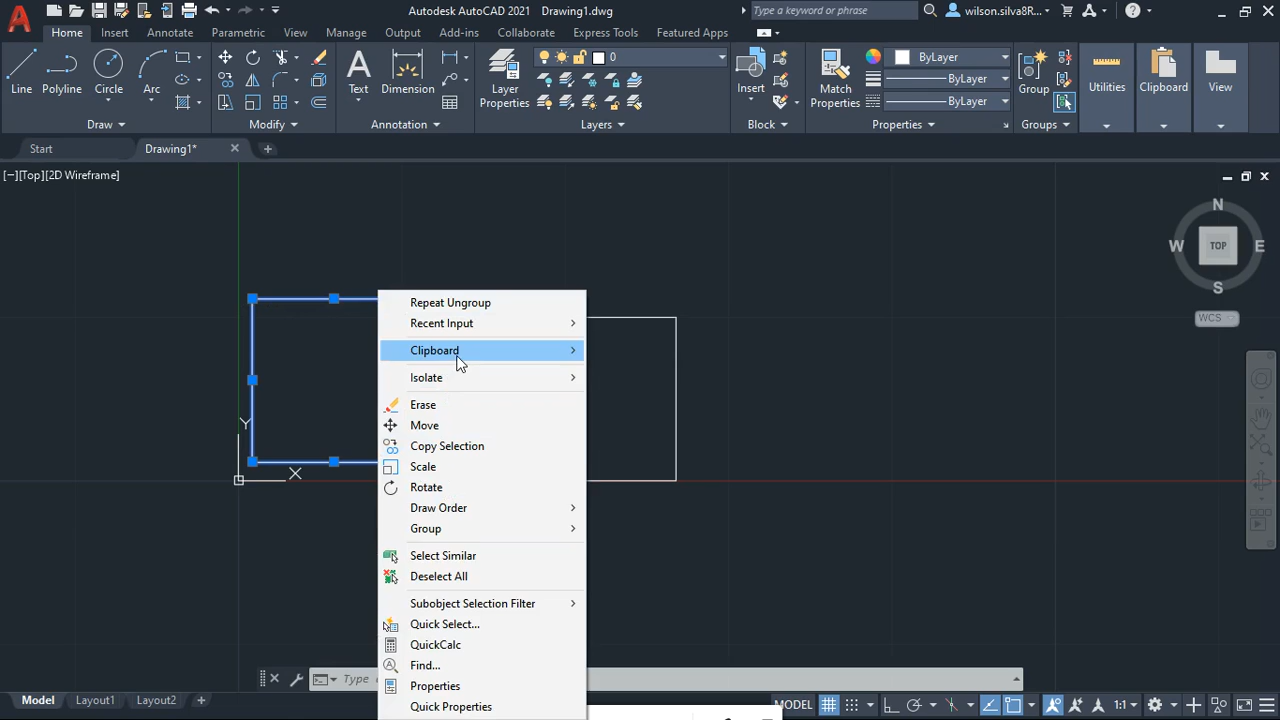 Autodesk AutoCAD 2021 Drawing1.dwg
Type a keyword or phrase
wilson.silva8R...
Home Insert Annotate Parametric View Manage Output Add-ins Collaborate Express Tools Featured Apps
Line Polyline Circle Arc
Text Dimension
Layer Properties
0
Insert
Match Properties
ByLayer
ByLayer
ByLayer
Group
Utilities Clipboard View
Draw Modify Annotation Layers Block Properties Groups
Start Drawing1*
[−][Top][2D Wireframe]
N
W TOP E
S
WCS
Y
X
Repeat Ungroup
Recent Input
Clipboard
Isolate
Erase
Move
Copy Selection
Scale
Rotate
Draw Order
Group
Select Similar
Deselect All
Subobject Selection Filter
Quick Select...
QuickCalc
Find...
Properties
Quick Properties
Type
Model Layout1 Layout2
MODEL 1:1